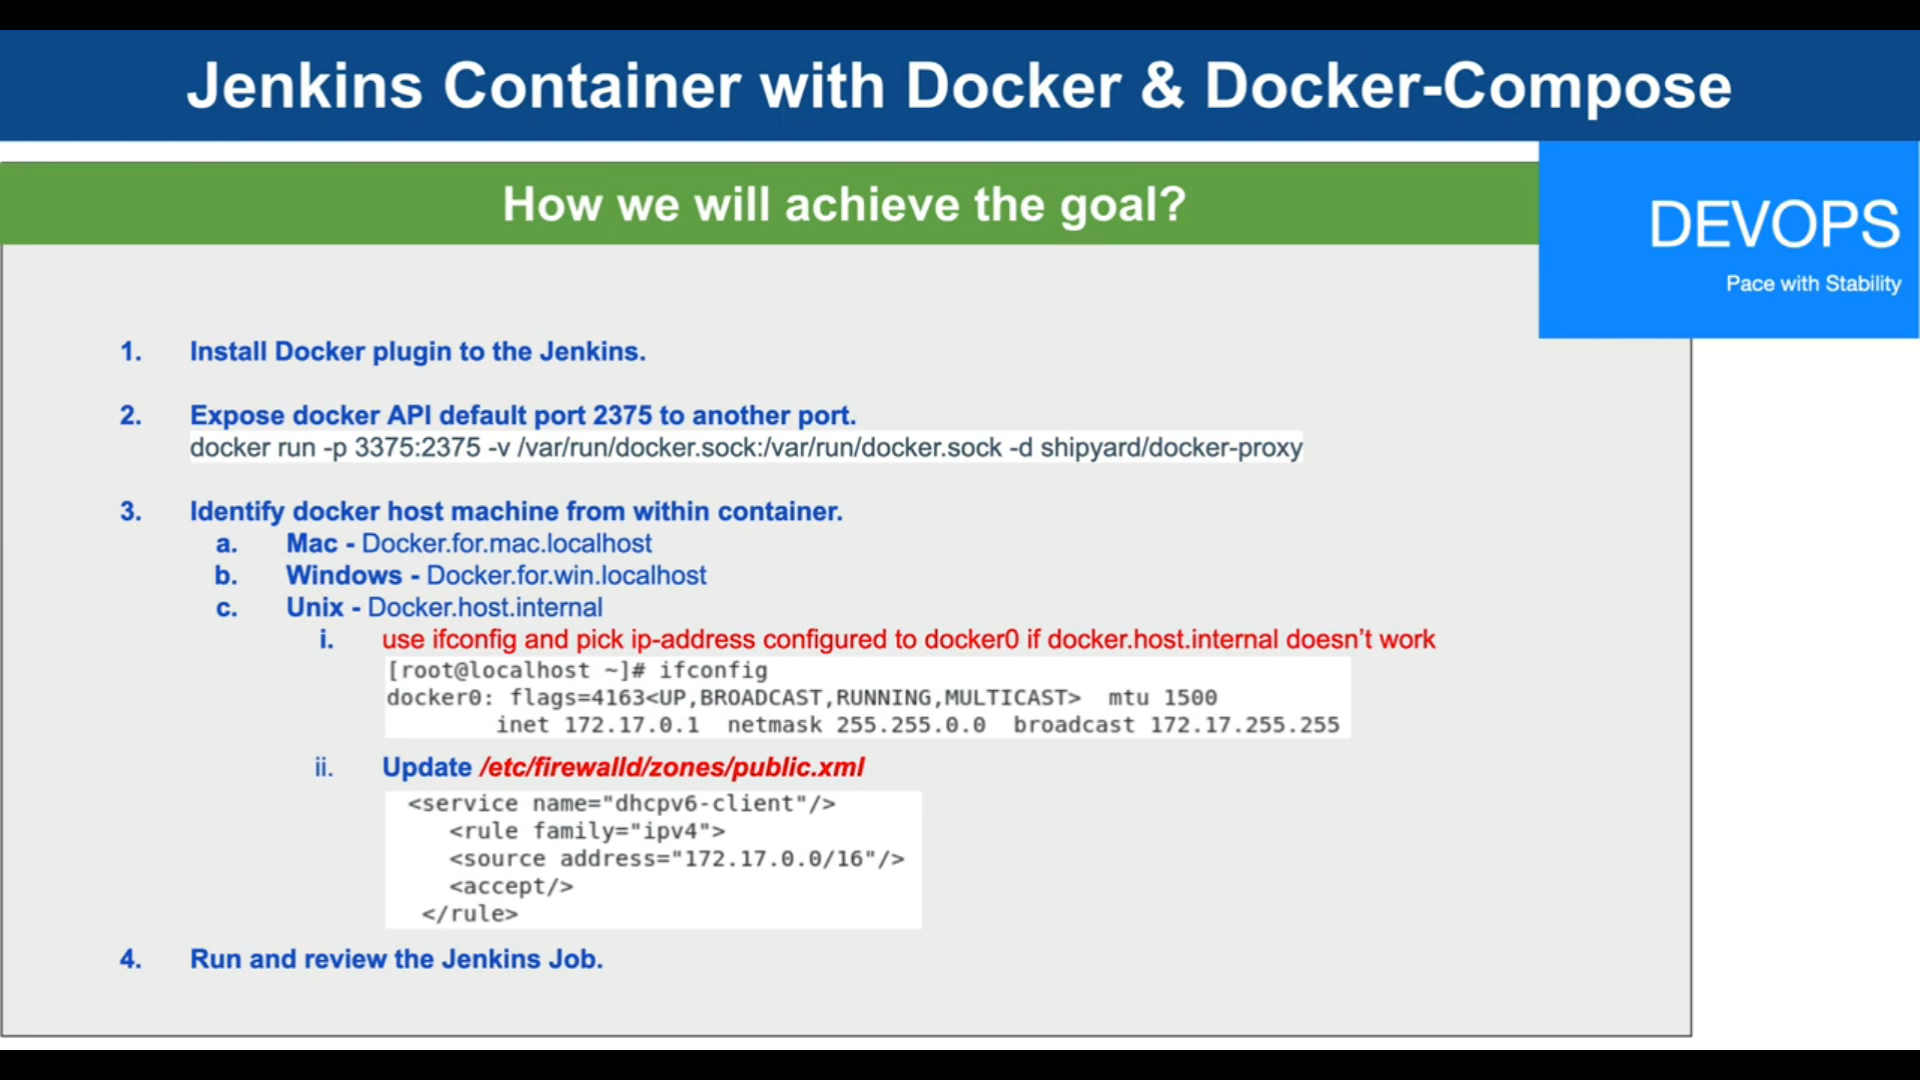 Jenkins Container with Docker & Docker-Compose
How we will achieve the goal?
DEVOPS
Pace with Stability
1. Install Docker plugin to the Jenkins.
2. Expose docker API default port 2375 to another port.
docker run -p 3375:2375 -v /var/run/docker.sock:/var/run/docker.sock -d shipyard/docker-proxy
3. Identify docker host machine from within container.
a. Mac - Docker.for.mac.localhost
b. Windows - Docker.for.win.localhost
c. Unix - Docker.host.internal
i. use ifconfig and pick ip-address configured to docker0 if docker.host.internal doesn't work
[root@localhost ~]# ifconfig
docker0: flags=4163<UP,BROADCAST,RUNNING,MULTICAST>  mtu 1500
inet 172.17.0.1  netmask 255.255.0.0  broadcast 172.17.255.255
ii. Update /etc/firewalld/zones/public.xml
<service name="dhcpv6-client"/>
<rule family="ipv4">
<source address="172.17.0.0/16"/>
<accept/>
</rule>
4. Run and review the Jenkins Job.